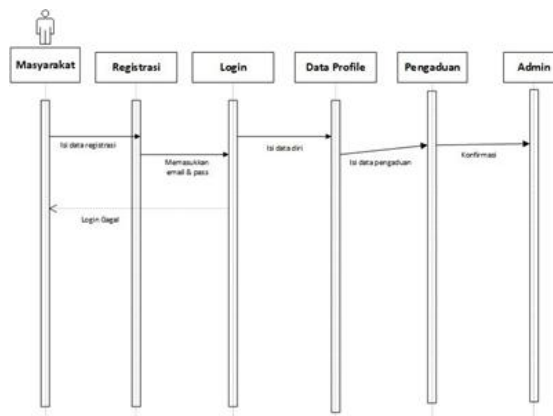 Masyarakat
Registrasi
Login
Data Profile
Pengaduan
Admin
Isi data registrasi
Memasukkan
email & pass
Isi data diri
Isi data pengaduan
Konfirmasi
Login Gagal